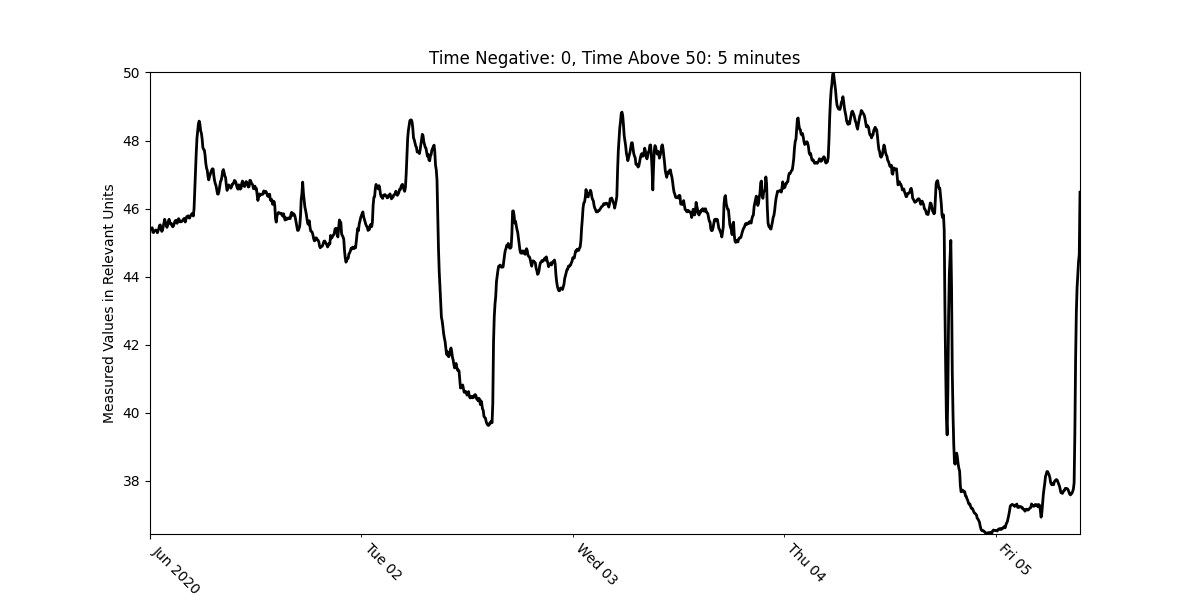 Time Negative: 0, Time Above 50: 5 minutes
50
48
46
44
42
40
38
Measured Values in Relevant Units
Jun 2020
Tue 02
Wed 03
Thu 04
Fri 05